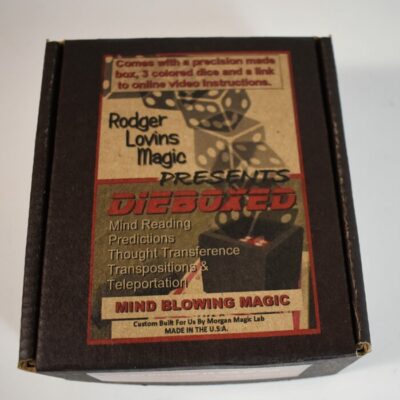 Comes with a precision made
box, 3 colored dice and a link
to online video instructions.
Rodger
Lovins
Magic
PRESENTS
DIEBOXED
Mind Reading
Predictions
Thought Transference
Transpositions &
Teleportation
MIND BLOWING MAGIC
Custom Built For Us By Morgan Magic Lab
MADE IN THE U.S.A.